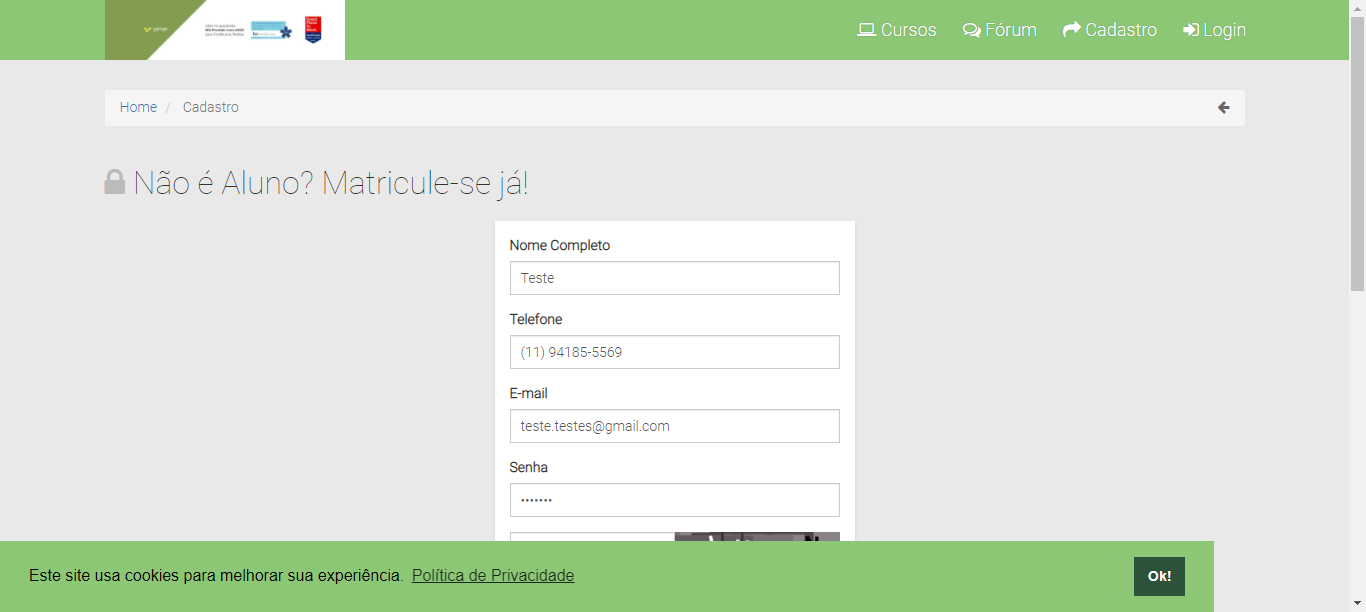 Cursos Fórum Cadastro Login
Home / Cadastro
Não é Aluno? Matricule-se já!
Nome Completo
Teste
Telefone
(11) 94185-5569
E-mail
teste.testes@gmail.com
Senha
•••••••
Este site usa cookies para melhorar sua experiência. Política de Privacidade
Ok!